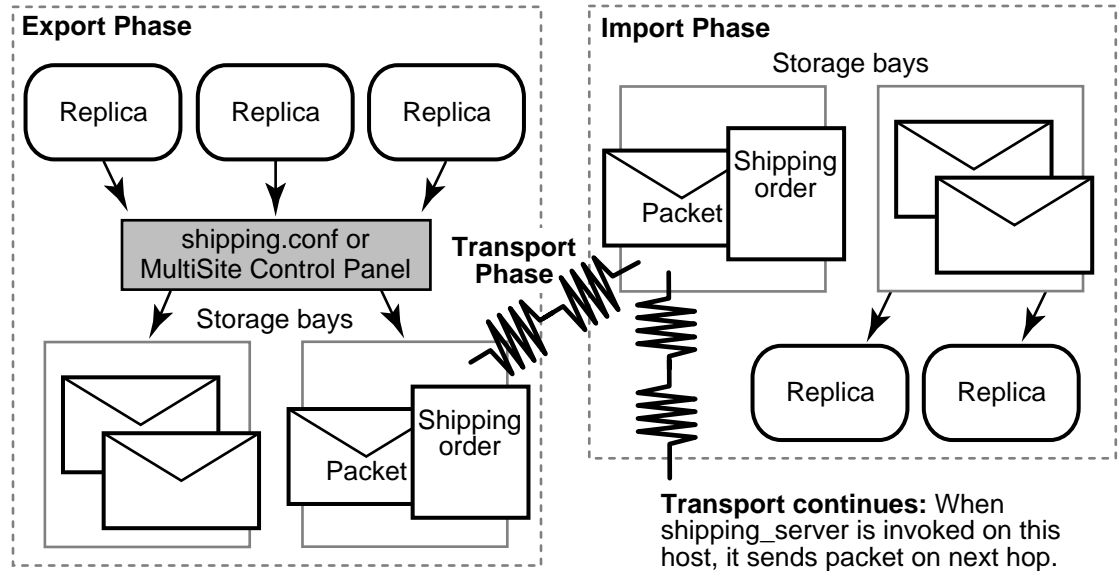 Export Phase
Replica
Replica
Replica
shipping.conf or
MultiSite Control Panel
Storage bays
Packet
Shipping
order
Transport
Phase
Import Phase
Storage bays
Packet
Shipping
order
Replica
Replica
Transport continues: When
shipping_server is invoked on this
host, it sends packet on next hop.